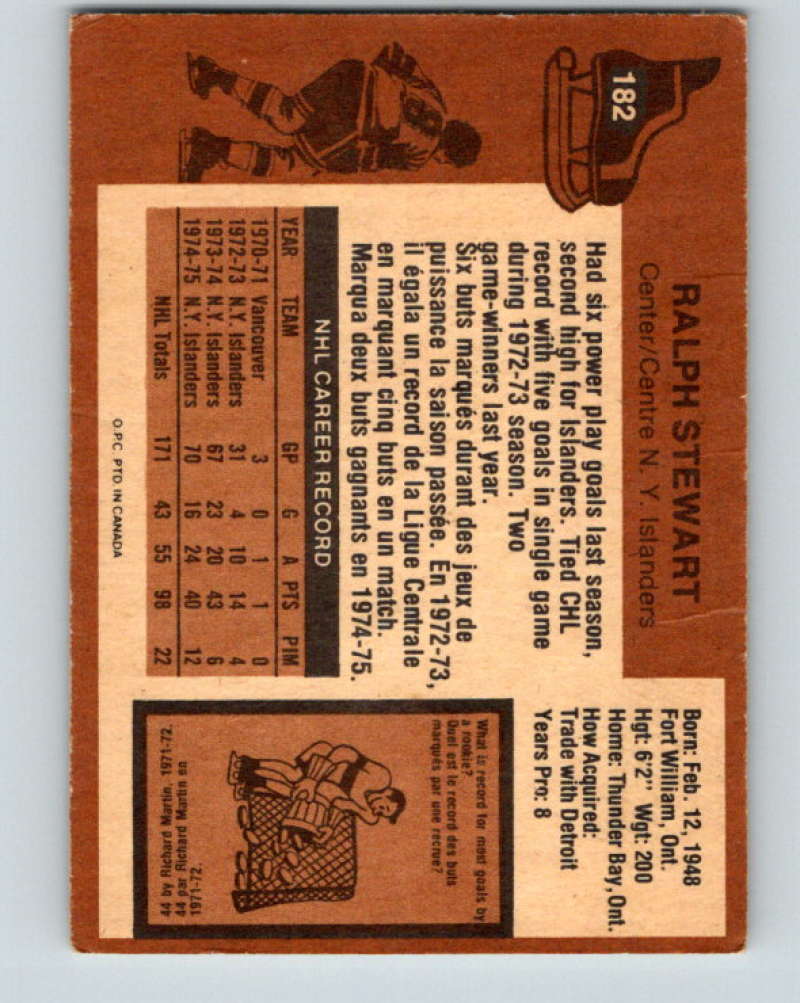 182
RALPH STEWART
Center/Centre N. Y. Islanders
Born: Feb. 12, 1948
Fort William, Ont.
Hgt: 6'2" Wgt: 200
Home: Thunder Bay, Ont.
How Acquired:
Trade with Detroit
Years Pro: 8
Had six power play goals last season,
second high for Islanders. Tied CHL
record with five goals in single game
during 1972-73 season. Two
game-winners last year.
Six buts marqués durant des jeux de
puissance la saison passée. En 1972-73,
il égala un record de la Ligue Centrale
en marquant cinq buts en un match.
Marqua deux buts gagnants en 1974-75.
NHL CAREER RECORD
YEAR TEAM GP G A PTS PIM
1970-71 Vancouver 3 0 1 1 0
1972-73 N.Y. Islanders 31 4 10 14 4
1973-74 N.Y. Islanders 67 23 20 43 6
1974-75 N.Y. Islanders 70 16 24 40 12
NHL Totals 171 43 55 98 22
What is record for most goals by
a rookie?
Quel est le record des buts
marqués par une recrue?
1971-72.
44 par Richard Martin en
44 by Richard Martin, 1971-72.
O.P.C. PTD. IN CANADA